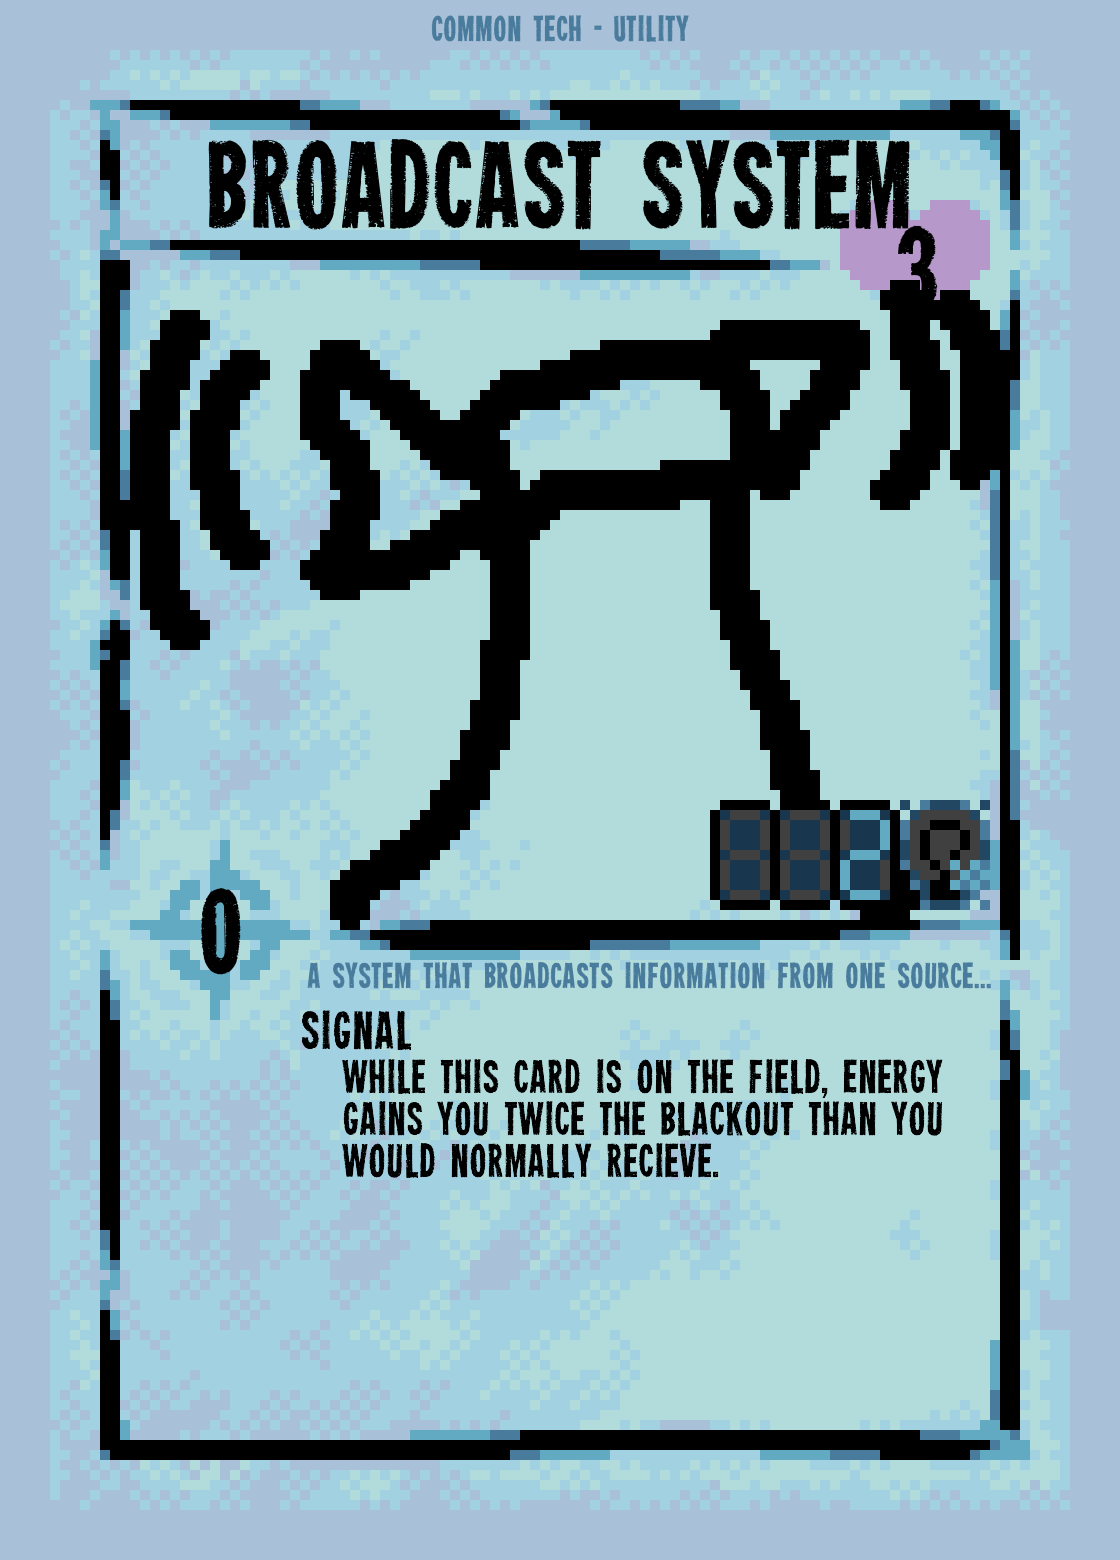 COMMON TECH - UTILITY
BROADCAST SYSTEM
3
2
0
A SYSTEM THAT BROADCASTS INFORMATION FROM ONE SOURCE...
SIGNAL
WHILE THIS CARD IS ON THE FIELD, ENERGY
GAINS YOU TWICE THE BLACKOUT THAN YOU
WOULD NORMALLY RECIEVE.